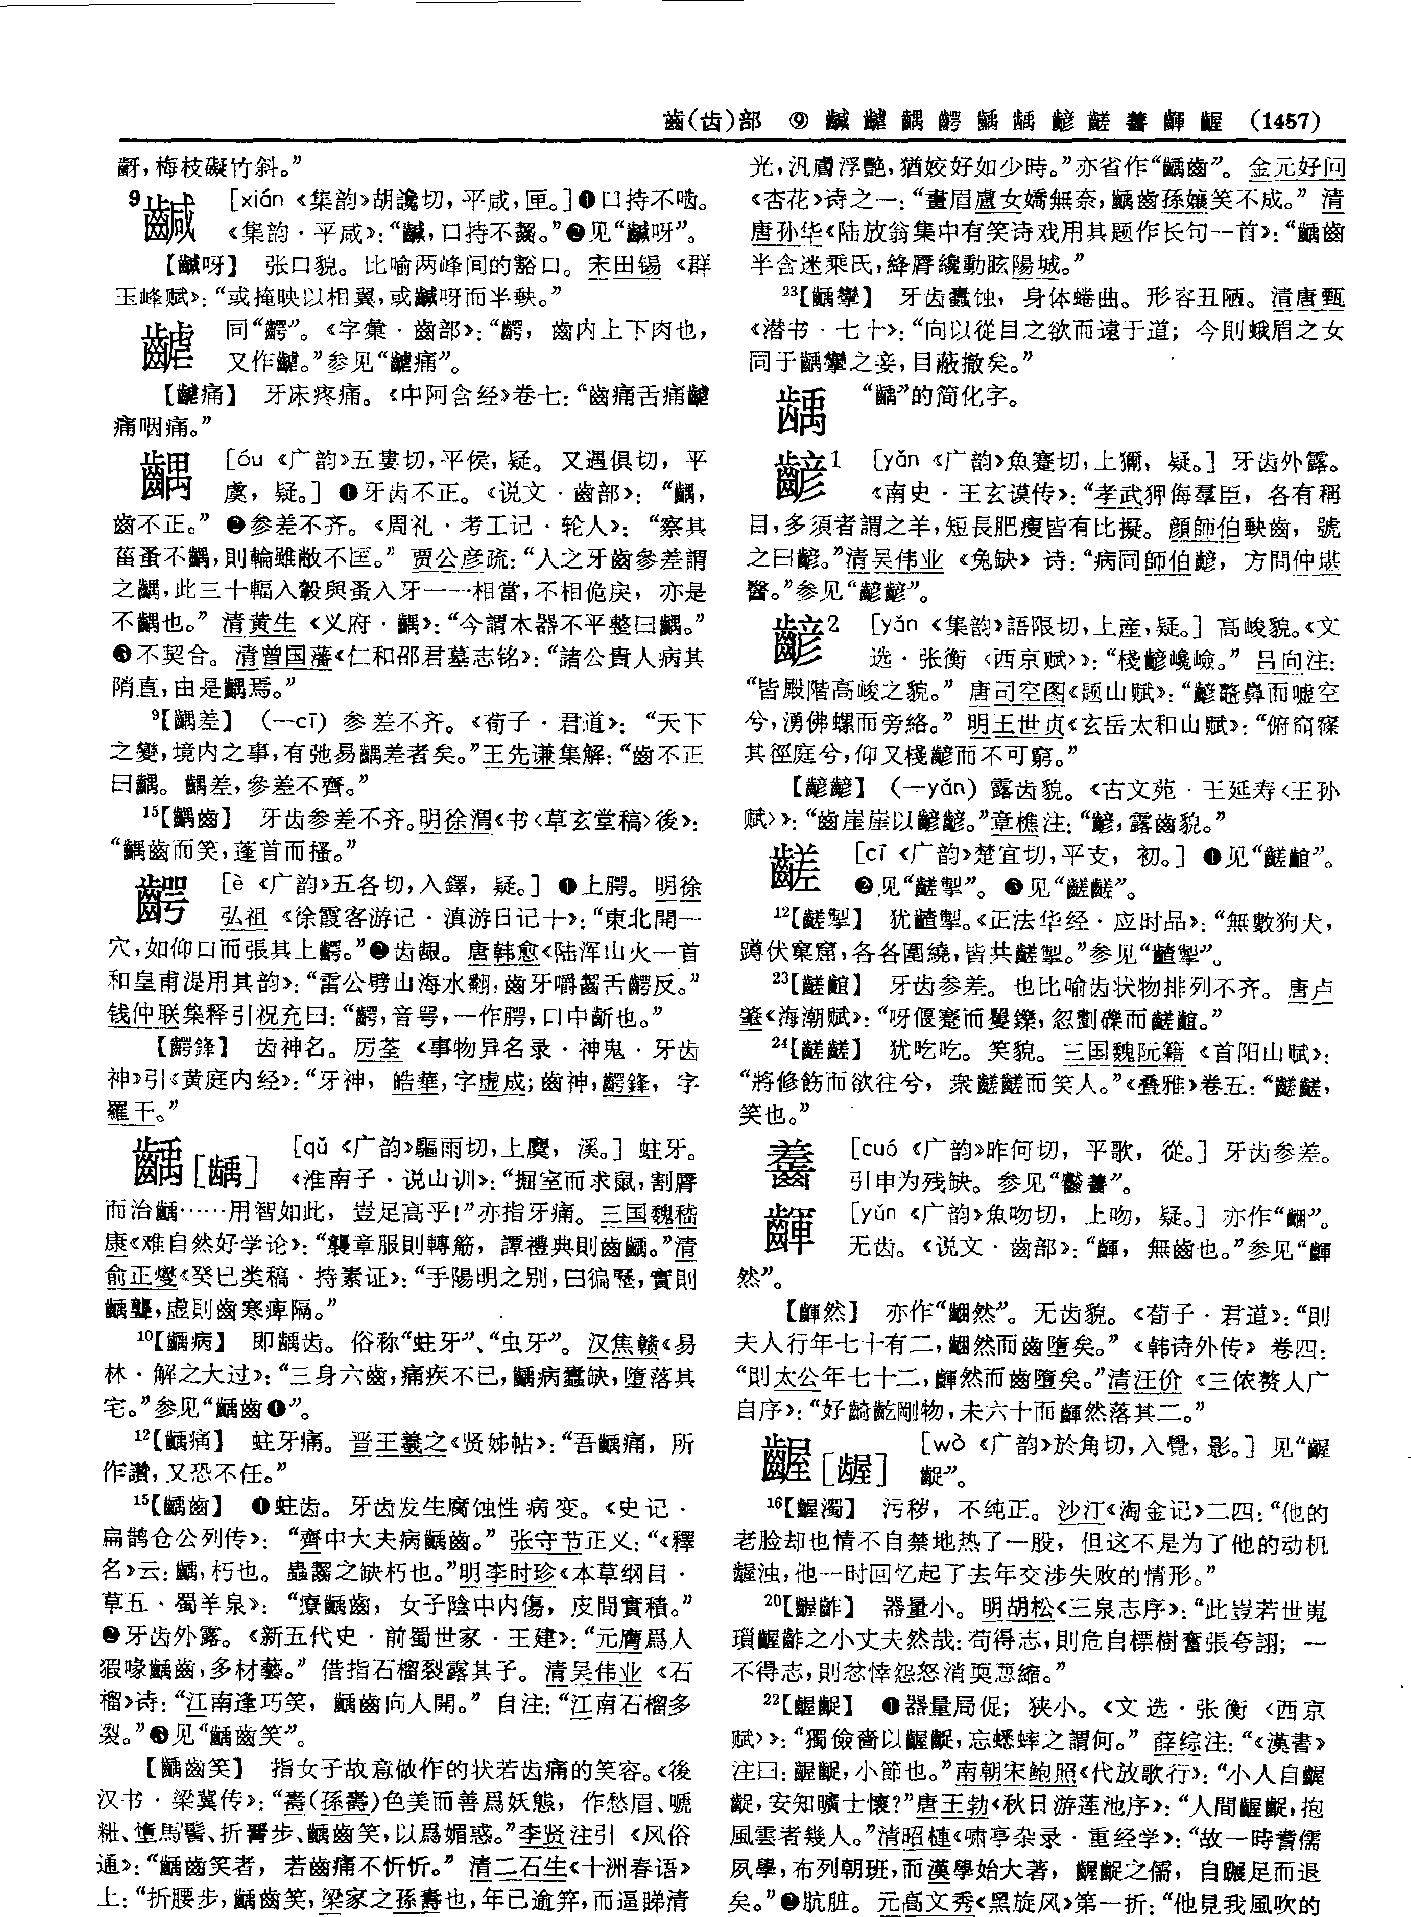 齒(齿)部 ⑨ 鹹 齇 齵 齶 齲 龋 齴 齹 𪘓 齳 齷 (1457)
齖,梅枝礙竹斜。”
9 [xián 《集韵》胡讒切,平咸,匣。]❶口持不啮。
《集韵·平咸》:“口持不齧。”❷见“呀”。
【呀】 张口貌。比喻两峰间的豁口。宋田锡《群
玉峰赋》:“或掩映以相翼,或呀而半缺。”
同“齶”。《字彙·齒部》:“齶,齒内上下肉也,
又作。”参见“痛”。
【痛】 牙床疼痛。《中阿含经》卷七:“齒痛舌痛
痛咽痛。”
齵 [óu 《广韵》五婁切,平侯,疑。又遇俱切,平
虞,疑。] ❶牙齿不正。《说文·齒部》:“齵,
齒不正。”❷参差不齐。《周礼·考工记·轮人》:“察其
菑蚤不齵,則輪雖敝不匡。”贾公彦疏:“人之牙齒參差謂
之齵,此三十輻入轂與蚤入牙一一相當,不相佹戾,亦是
不齵也。”清黄生《义府·齵》:“今謂木器不平整曰齵。”
❸不契合。清曾国藩《仁和邵君墓志铭》:“諸公貴人病其
陗直,由是齵焉。”
9【齵差】 (—cī) 参差不齐。《荀子·君道》:“天下
之變,境内之事,有弛易齵差者矣。”王先谦集解:“齒不正
曰齵。齵差,參差不齊。”
15【齵齒】 牙齿参差不齐。明徐渭《书〈草玄堂稿〉後》:
“齵齒而笑,蓬首而搔。”
齶 [è 《广韵》五各切,入鐸,疑。] ❶上腭。明徐
弘祖《徐霞客游记·滇游日记十》:“東北開一
穴,如仰口而張其上齶。”❷齿龈。唐韩愈《陆浑山火一首
和皇甫湜用其韵》:“雷公劈山海水翻,齒牙嚼齧舌齶反。”
钱仲联集释引祝充曰:“齶,音咢,一作腭,口中齗也。”
【齶鋒】 齿神名。厉荃《事物异名录·神鬼·牙齿
神》引《黄庭内经》:“牙神,皓華,字虚成;齒神,齶鋒,字
羅干。”
齲[龋] [qǔ 《广韵》驅雨切,上麌,溪。] 蛀牙。
《淮南子·说山训》:“掘室而求鼠,割脣
而治齲……用智如此,豈足高乎!”亦指牙痛。三国魏嵇
康《难自然好学论》:“襲章服則轉筋,譚禮典則齒齲。”清
俞正燮《癸巳类稿·持素证》:“手陽明之别,曰徧歷,實則
齲聾,虚則齒寒痺隔。”
10【齲病】 即龋齿。俗称“蛀牙”、“虫牙”。汉焦赣《易
林·解之大过》:“三身六齒,痛疾不已,齲病蠹缺,墮落其
宅。”参见“齲齒❶”。
12【齲痛】 蛀牙痛。晋王羲之《贤姊帖》:“吾齲痛,所
作讚,又恐不任。”
15【齲齒】 ❶蛀齿。牙齿发生腐蚀性病变。《史记·
扁鹊仓公列传》:“齊中大夫病齲齒。”张守节正义:“《釋
名》云:齲,朽也。蟲齧之缺朽也。”明李时珍《本草纲目·
草五·蜀羊泉》:“療齲齒,女子陰中内傷,皮間實積。”
❷牙齿外露。《新五代史·前蜀世家·王建》:“元膺爲人
猳喙齲齒,多材藝。”借指石榴裂露其子。清吴伟业《石
榴》诗:“江南逢巧笑,齲齒向人開。”自注:“江南石榴多
裂。”❸见“齲齒笑”。
【齲齒笑】 指女子故意做作的状若齿痛的笑容。《後
汉书·梁冀传》:“壽(孫壽)色美而善爲妖態,作愁眉、嗁
粧、墮馬髻、折腰步、齲齒笑,以爲媚惑。”李贤注引《风俗
通》:“齲齒笑者,若齒痛不忻忻。”清二石生《十洲春语》
上:“折腰步,齲齒笑,梁家之孫壽也,年已逾笄,而逼睇清
光,汎膚浮艷,猶姣好如少時。”亦省作“齲齒”。金元好问
《杏花》诗之一:“畫眉盧女嬌無奈,齲齒孫孃笑不成。”清
唐孙华《陆放翁集中有笑诗戏用其题作长句一首》:“齲齒
半含迷乘氏,絳脣纔動眩陽城。”
23【齲攣】 牙齿蠹蚀,身体蜷曲。形容丑陋。清唐甄
《潜书·七十》:“向以從目之欲而遠于道;今則蛾眉之女
同于齲攣之妾,目蔽撤矣。”
龋 “齲”的简化字。
齴1 [yǎn 《广韵》魚蹇切,上獮,疑。] 牙齿外露。
《南史·王玄谟传》:“孝武狎侮羣臣,各有稱
目,多須者謂之羊,短長肥瘦皆有比擬。顔師伯缺齒,號
之曰齴。”清吴伟业《兔缺》诗:“病同師伯齴,方問仲堪
醫。”参见“齴齴”。
齴2 [yǎn 《集韵》語限切,上産,疑。] 高峻貌。《文
选·张衡〈西京赋〉》:“棧齴巉嶮。”吕向注:
“皆殿階高峻之貌。”唐司空图《题山赋》:“齴鼇鼻而嘘空
兮,湧佛螺而旁絡。”明王世贞《玄岳太和山赋》:“俯窅窱
其徑庭兮,仰又棧齴而不可窮。”
【齴齴】 (—yǎn) 露齿貌。《古文苑·王延寿〈王孙
赋〉》:“齒崖崖以齴齴。”章樵注:“齴,露齒貌。”
齹 [cī 《广韵》楚宜切,平支,初。] ❶见“齹齟”。
❷见“齹掣”。❸见“齹齹”。
12【齹掣】 犹齰掣。《正法华经·应时品》:“無數狗犬,
蹲伏窠窟,各各圍繞,皆共齹掣。”参见“齰掣”。
23【齹齟】 牙齿参差。也比喻齿状物排列不齐。唐卢
肇《海潮赋》:“呀偃蹇而矍鑠,忽劃礫而齹齟。”
24【齹齹】 犹吃吃。笑貌。三国魏阮籍《首阳山赋》:
“將修飭而欲往兮,衆齹齹而笑人。”《叠雅》卷五:“齹齹,
笑也。”
[cuó 《广韵》昨何切,平歌,從。] 牙齿参差。
引申为残缺。参见“”。
齳 [yǔn 《广韵》魚吻切,上吻,疑。] 亦作“齫”。
无齿。《说文·齒部》:“齳,無齒也。”参见“齳
然”。
【齳然】 亦作“齫然”。无齿貌。《荀子·君道》:“則
夫人行年七十有二,齫然而齒墮矣。”《韩诗外传》卷四:
“則太公年七十二,齳然而齒墮矣。”清汪价《三侬赘人广
自序》:“好齮齕剛物,未六十而齳然落其二。”
齷[龌] [wò 《广韵》於角切,入覺,影。] 见“齷
齪”。
16【齷濁】 污秽,不纯正。沙汀《淘金记》二四:“他的
老脸却也情不自禁地热了一股,但这不是为了他的动机
龌浊,他一时回忆起了去年交涉失败的情形。”
20【齷齚】 器量小。明胡松《三泉志序》:“此豈若世嵬
瑣齷齚之小丈夫然哉:苟得志,則危自標樹奮張夸詡;一
不得志,則忿悻怨怒消耎恧縮。”
22【齷齪】 ❶器量局促;狭小。《文选·张衡〈西京
赋〉》:“獨儉嗇以齷齪,忘蟋蟀之謂何。”薛综注:“《漢書》
注曰:齷齪,小節也。”南朝宋鲍照《代放歌行》:“小人自齷
齪,安知曠士懷?”唐王勃《秋日游莲池序》:“人間齷齪,抱
風雲者幾人。”清昭梿《啸亭杂录·重经学》:“故一時耆儒
夙學,布列朝班,而漢學始大著,齷齪之儒,自蹍足而退
矣。”❷肮脏。元高文秀《黑旋风》第一折:“他見我風吹的